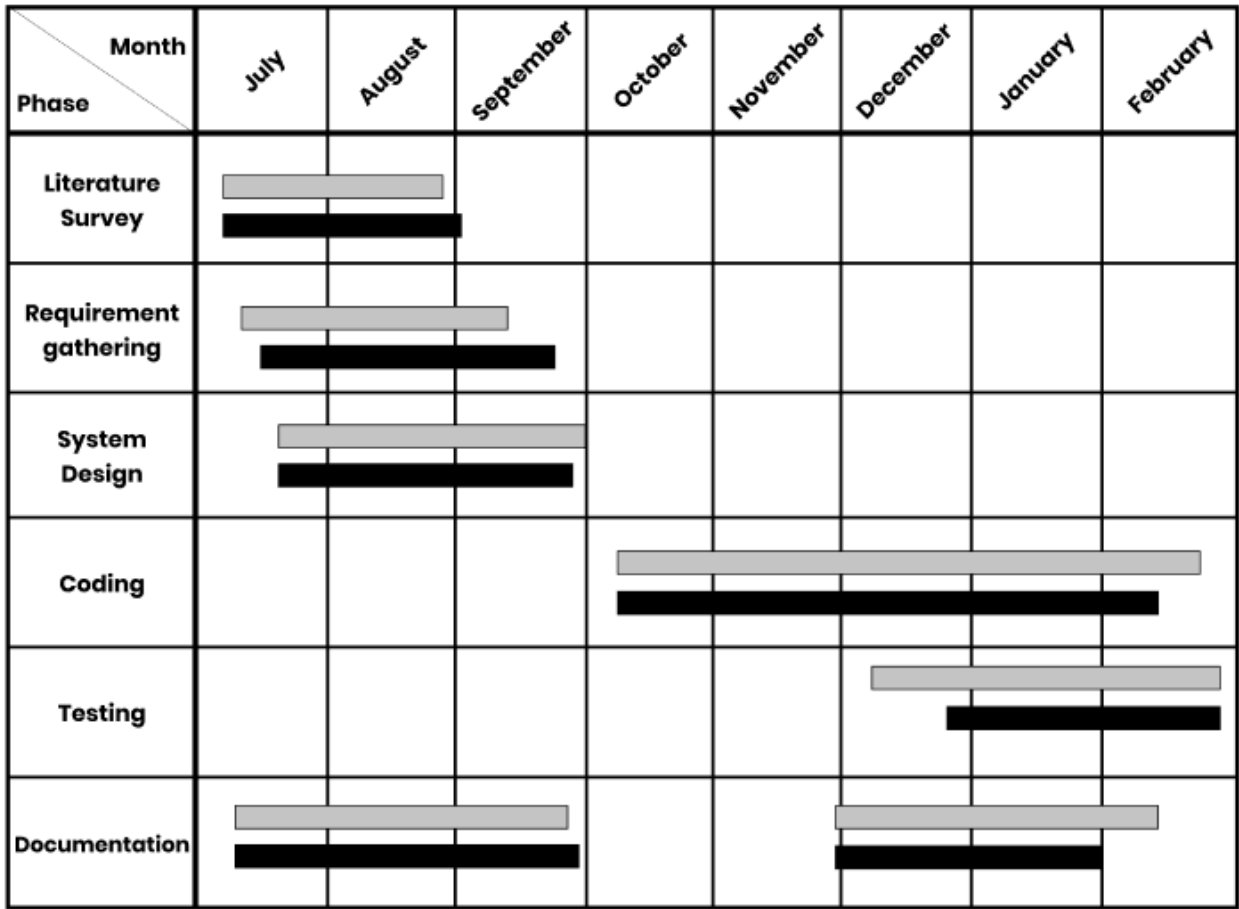 Month
Phase
July
August
September
October
November
December
January
February
Literature
Survey
Requirement
gathering
System
Design
Coding
Testing
Documentation